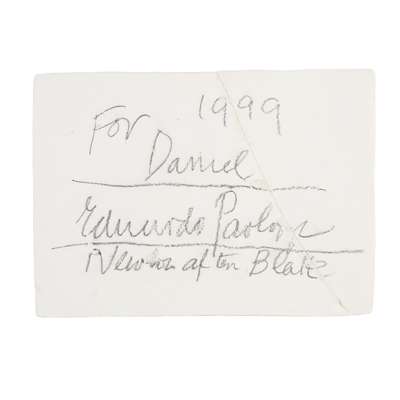 For 1999
Daniel
Eduardo Paolozzi
Newton after Blake